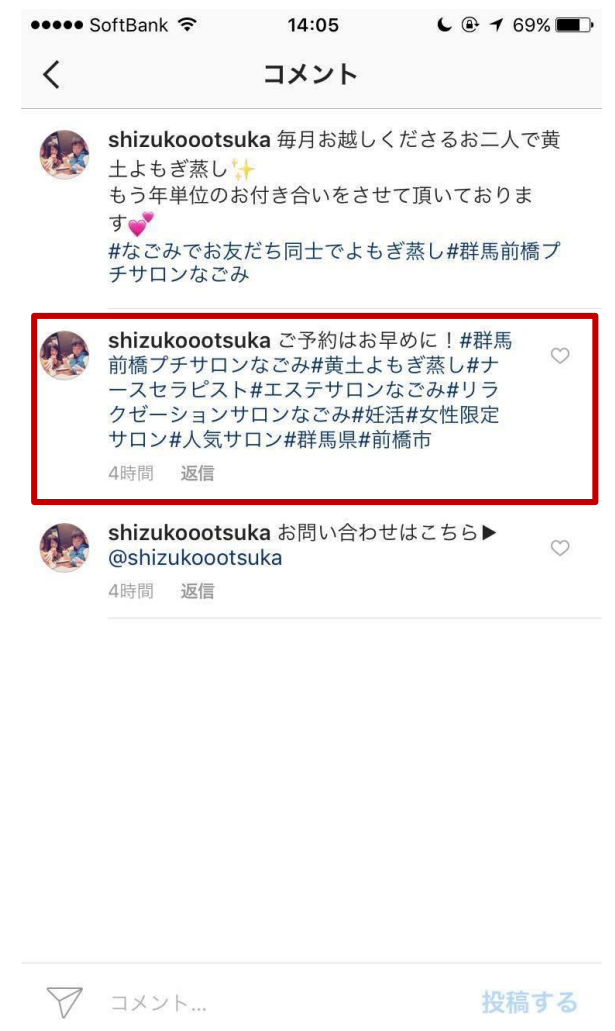 SoftBank 14:05 69%
コメント
shizukoootsuka 毎月お越しくださるお二人で黄
土よもぎ蒸し✨
もう年単位のお付き合いをさせて頂いておりま
す💕
#なごみでお友だち同士でよもぎ蒸し#群馬前橋プ
チサロンなごみ
shizukoootsuka ご予約はお早めに！#群馬
前橋プチサロンなごみ#黄土よもぎ蒸し#ナ
ースセラピスト#エステサロンなごみ#リラ
クゼーションサロンなごみ#妊活#女性限定
サロン#人気サロン#群馬県#前橋市
4時間 返信
shizukoootsuka お問い合わせはこちら▶
@shizukoootsuka
4時間 返信
コメント... 投稿する